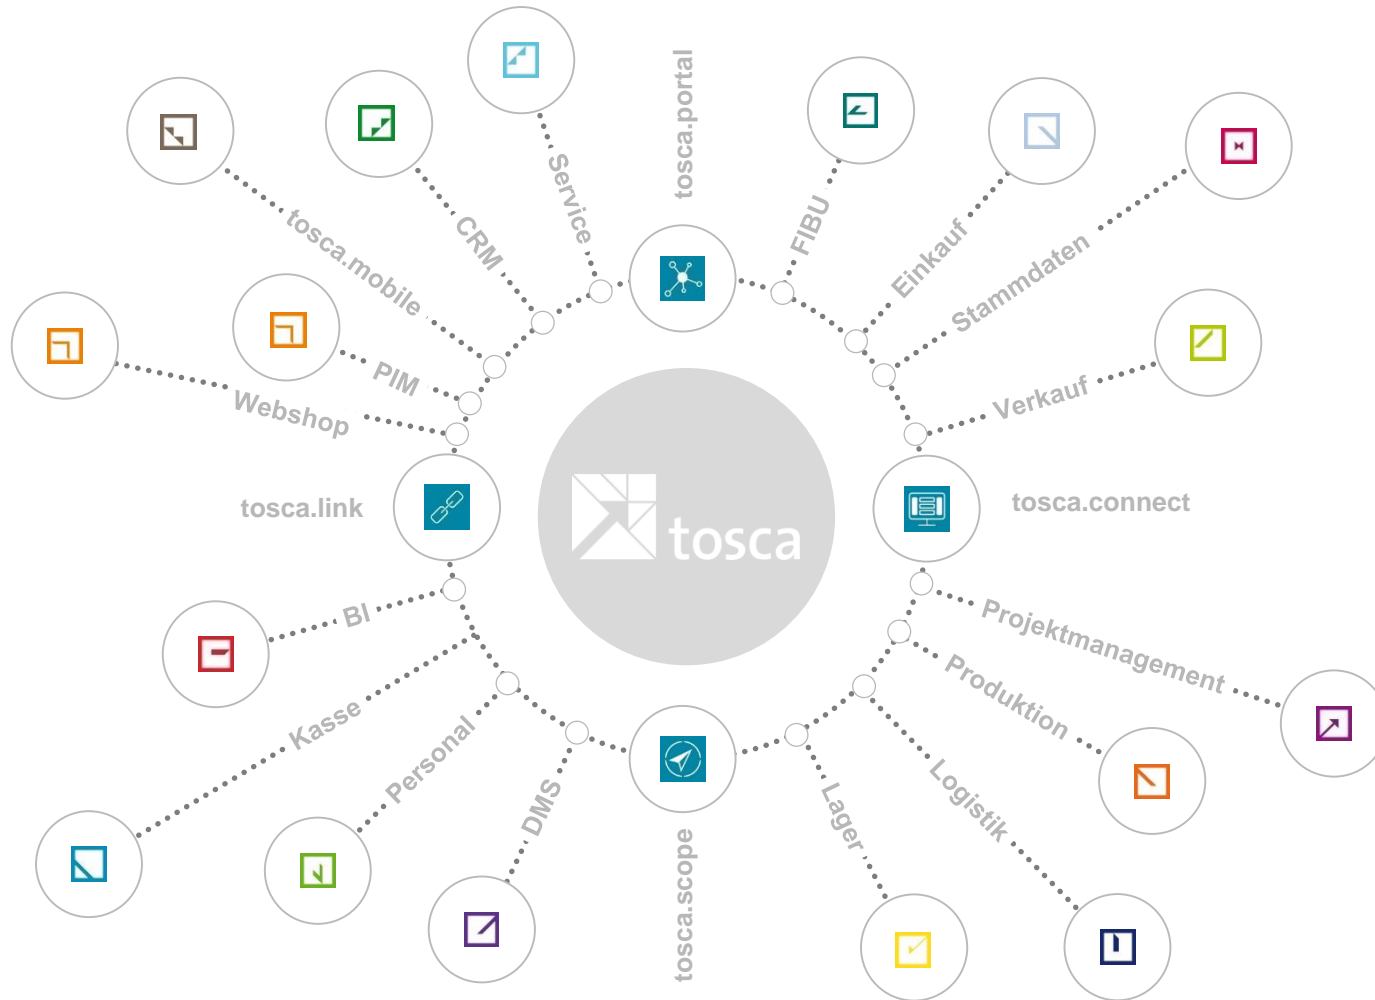 Service
tosca.portal
FIBU
CRM
Einkauf
tosca.mobile
Stammdaten
PIM
Webshop
Verkauf
tosca.link
tosca
tosca.connect
BI
Projektmanagement
Kasse
Produktion
Personal
Logistik
DMS
Lager
tosca.scope